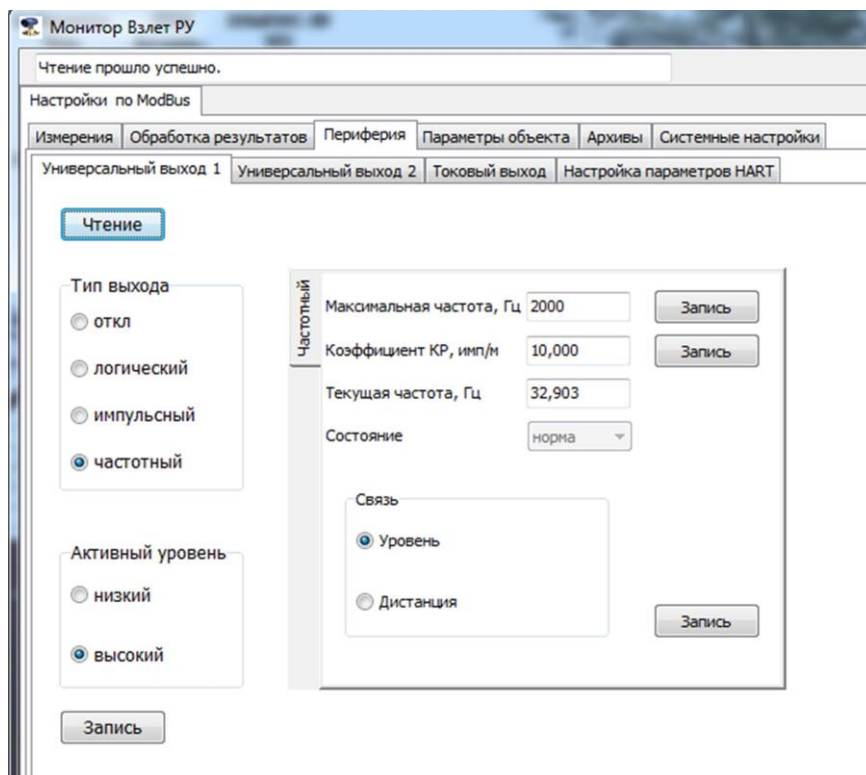 Монитор Взлет РУ
Чтение прошло успешно.
Настройки по ModBus
Измерения Обработка результатов Периферия Параметры объекта Архивы Системные настройки
Универсальный выход 1 Универсальный выход 2 Токовый выход Настройка параметров HART
Чтение
Тип выхода
откл
логический
импульсный
частотный
Активный уровень
низкий
высокий
Запись
Частотный
Максимальная частота, Гц 2000 Запись
Коэффициент КР, имп/м 10,000 Запись
Текущая частота, Гц 32,903
Состояние норма
Связь
Уровень
Дистанция
Запись